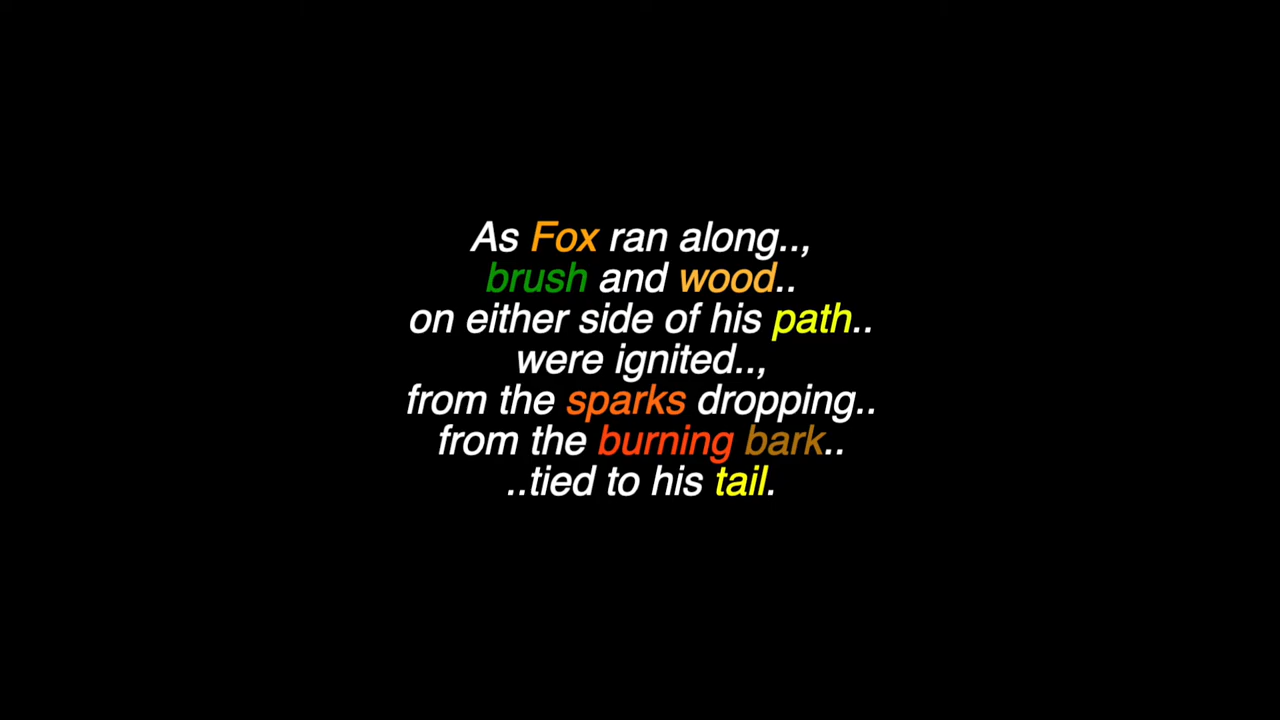 As Fox ran along..,
brush and wood..
on either side of his path..
were ignited..,
from the sparks dropping..
from the burning bark..
..tied to his tail.